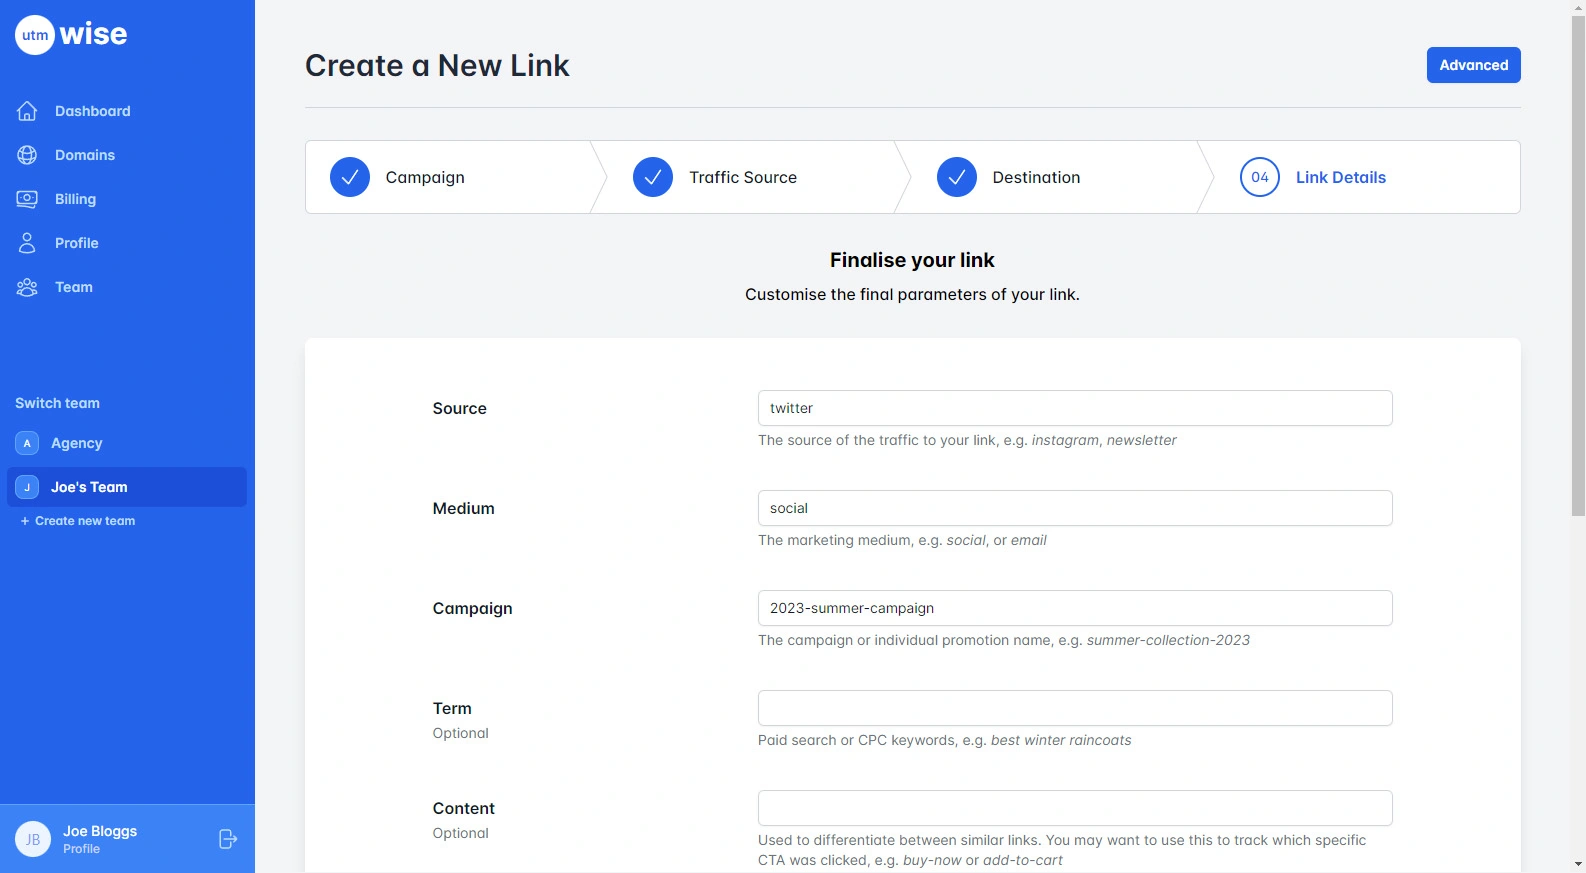 utm wise
Dashboard
Domains
Billing
Profile
Team
Switch team
A Agency
J Joe's Team
+ Create new team
JB Joe Bloggs
Profile
Create a New Link
Advanced
Campaign
Traffic Source
Destination
04 Link Details
Finalise your link
Customise the final parameters of your link.
Source
twitter
The source of the traffic to your link, e.g. instagram, newsletter
Medium
social
The marketing medium, e.g. social, or email
Campaign
2023-summer-campaign
The campaign or individual promotion name, e.g. summer-collection-2023
Term
Optional
Paid search or CPC keywords, e.g. best winter raincoats
Content
Optional
Used to differentiate between similar links. You may want to use this to track which specific
CTA was clicked, e.g. buy-now or add-to-cart